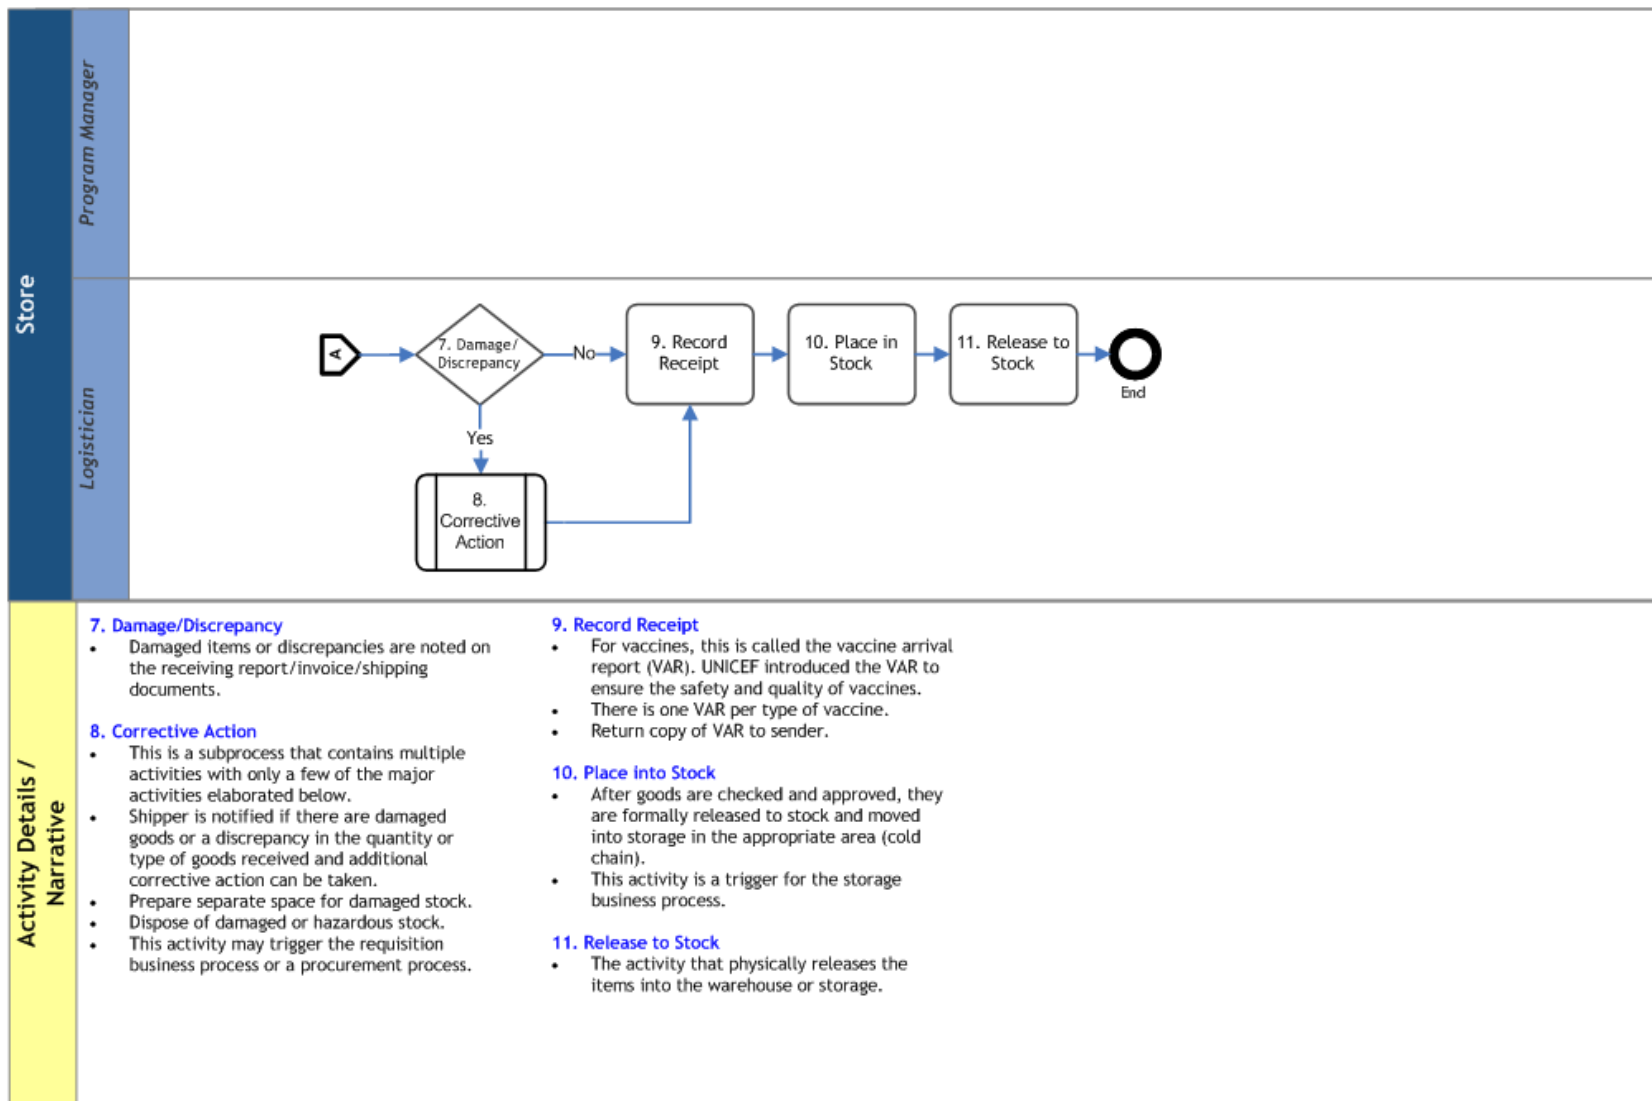 Store
Program Manager
Logistician
A
7. Damage/
Discrepancy
No
Yes
8.
Corrective
Action
9. Record
Receipt
10. Place in
Stock
11. Release to
Stock
End
Activity Details /
Narrative
7. Damage/Discrepancy
• Damaged items or discrepancies are noted on
the receiving report/invoice/shipping
documents.
8. Corrective Action
• This is a subprocess that contains multiple
activities with only a few of the major
activities elaborated below.
• Shipper is notified if there are damaged
goods or a discrepancy in the quantity or
type of goods received and additional
corrective action can be taken.
• Prepare separate space for damaged stock.
• Dispose of damaged or hazardous stock.
• This activity may trigger the requisition
business process or a procurement process.
9. Record Receipt
• For vaccines, this is called the vaccine arrival
report (VAR). UNICEF introduced the VAR to
ensure the safety and quality of vaccines.
• There is one VAR per type of vaccine.
• Return copy of VAR to sender.
10. Place into Stock
• After goods are checked and approved, they
are formally released to stock and moved
into storage in the appropriate area (cold
chain).
• This activity is a trigger for the storage
business process.
11. Release to Stock
• The activity that physically releases the
items into the warehouse or storage.